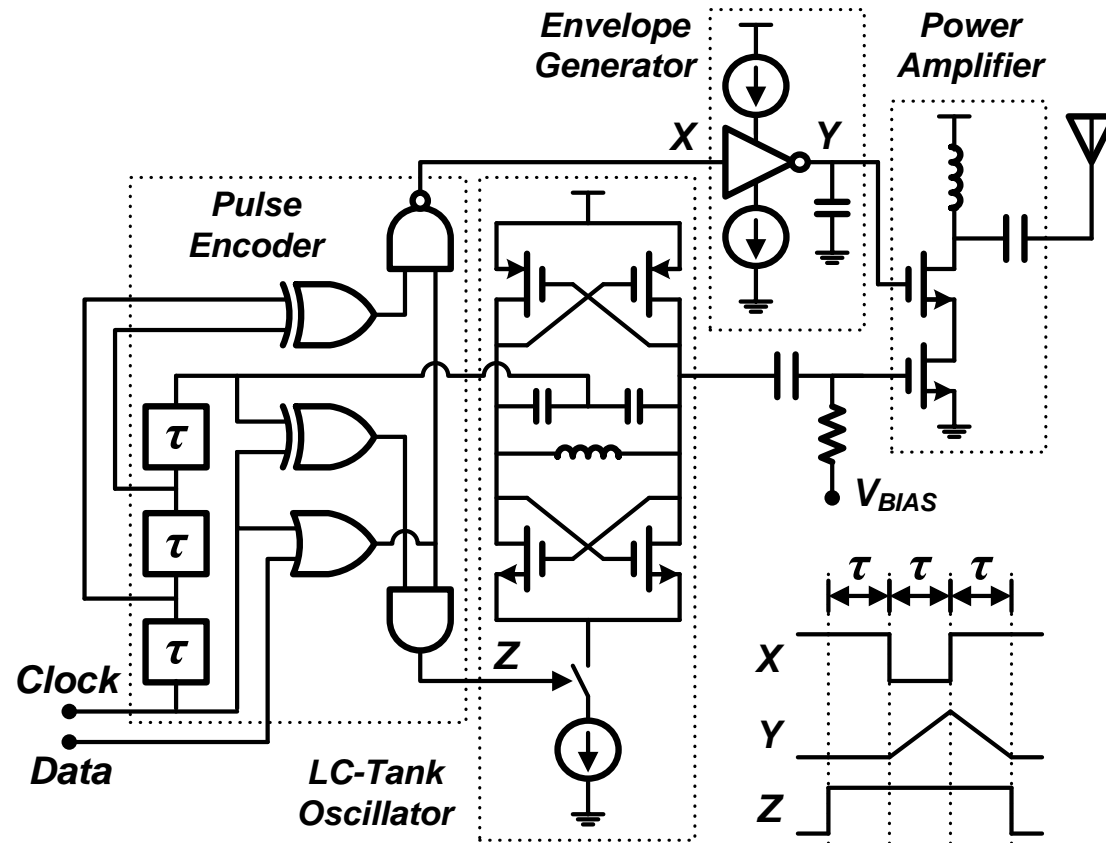 Envelope
Generator
Power
Amplifier
X
Y
Pulse
Encoder
τ
τ
τ
V_BIAS
Z
Clock
Data
LC-Tank
Oscillator
τ τ τ
X
Y
Z